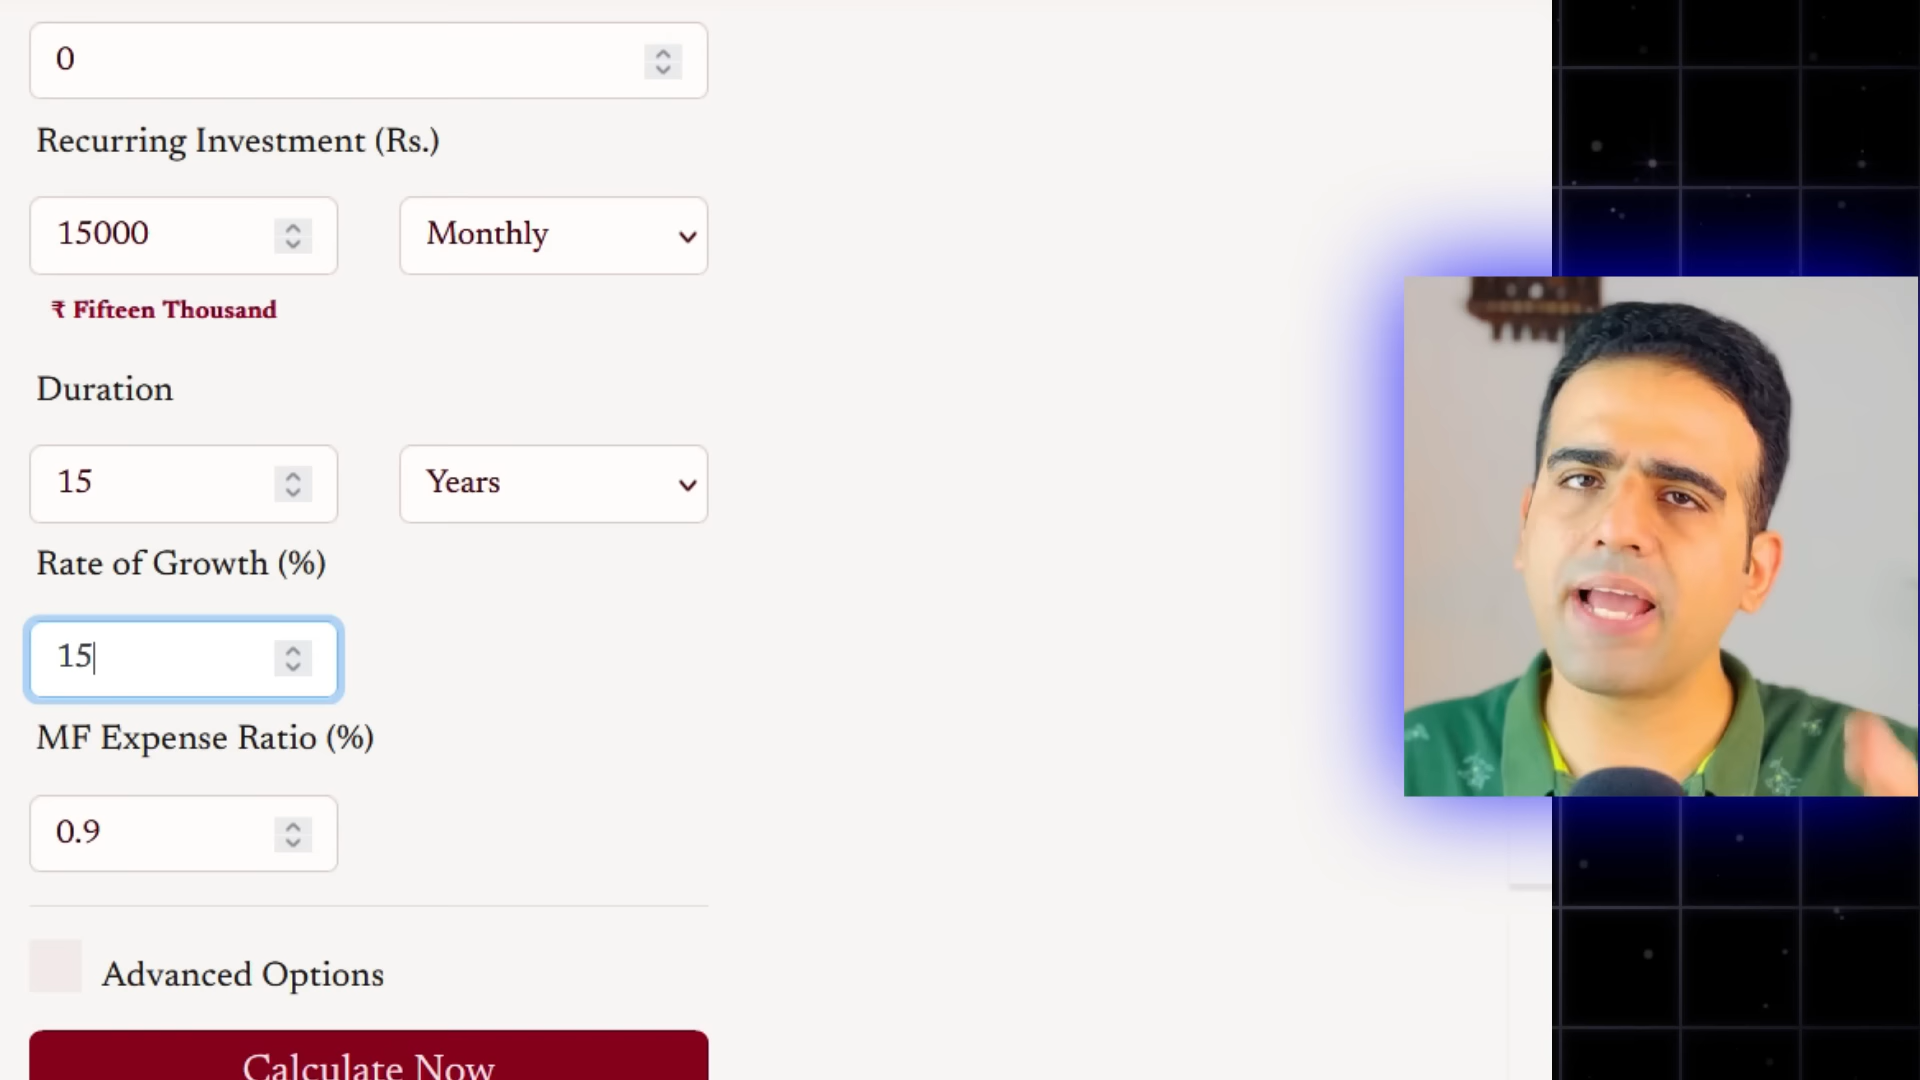 0
Recurring Investment (Rs.)
15000
Monthly
₹ Fifteen Thousand
Duration
15
Years
Rate of Growth (%)
15
MF Expense Ratio (%)
0.9
Advanced Options
Calculate Now